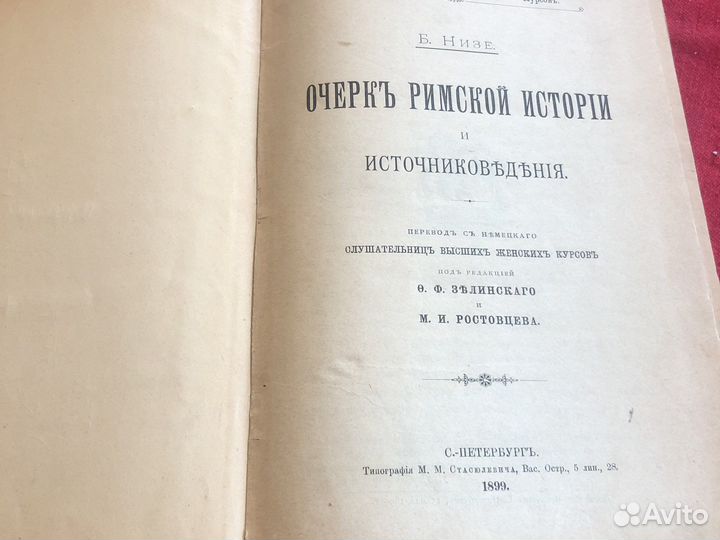 Курсовъ.
Б. Низе.
ОЧЕРКЪ РИМСКОЙ ИСТОРІИ
И
ИСТОЧНИКОВѢДѢНІЯ.
ПЕРЕВОДЪ СЪ НѢМЕЦКАГО
СЛУШАТЕЛЬНИЦЪ ВЫСШИХЪ ЖЕНСКИХЪ КУРСОВЪ
ПОДЪ РЕДАКЦІЕЙ
Ѳ. Ф. ЗѢЛИНСКАГО
И
М. И. РОСТОВЦЕВА.
С.-ПЕТЕРБУРГЪ.
Типографія М. М. Стасюлевича, Вас. Остр., 5 лин., 28.
1899.
Avito